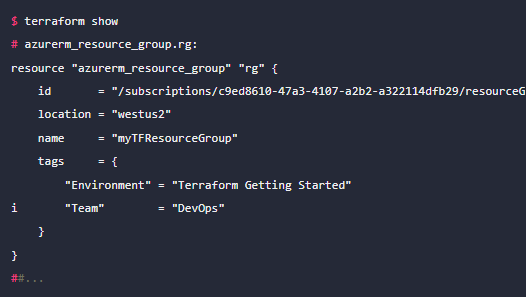 $ terraform show
# azurerm_resource_group.rg:
resource "azurerm_resource_group" "rg" {
    id       = "/subscriptions/c9ed8610-47a3-4107-a2b2-a322114dfb29/resourceG
    location = "westus2"
    name     = "myTFResourceGroup"
    tags     = {
        "Environment" = "Terraform Getting Started"
i       "Team"        = "DevOps"
    }
}
##...